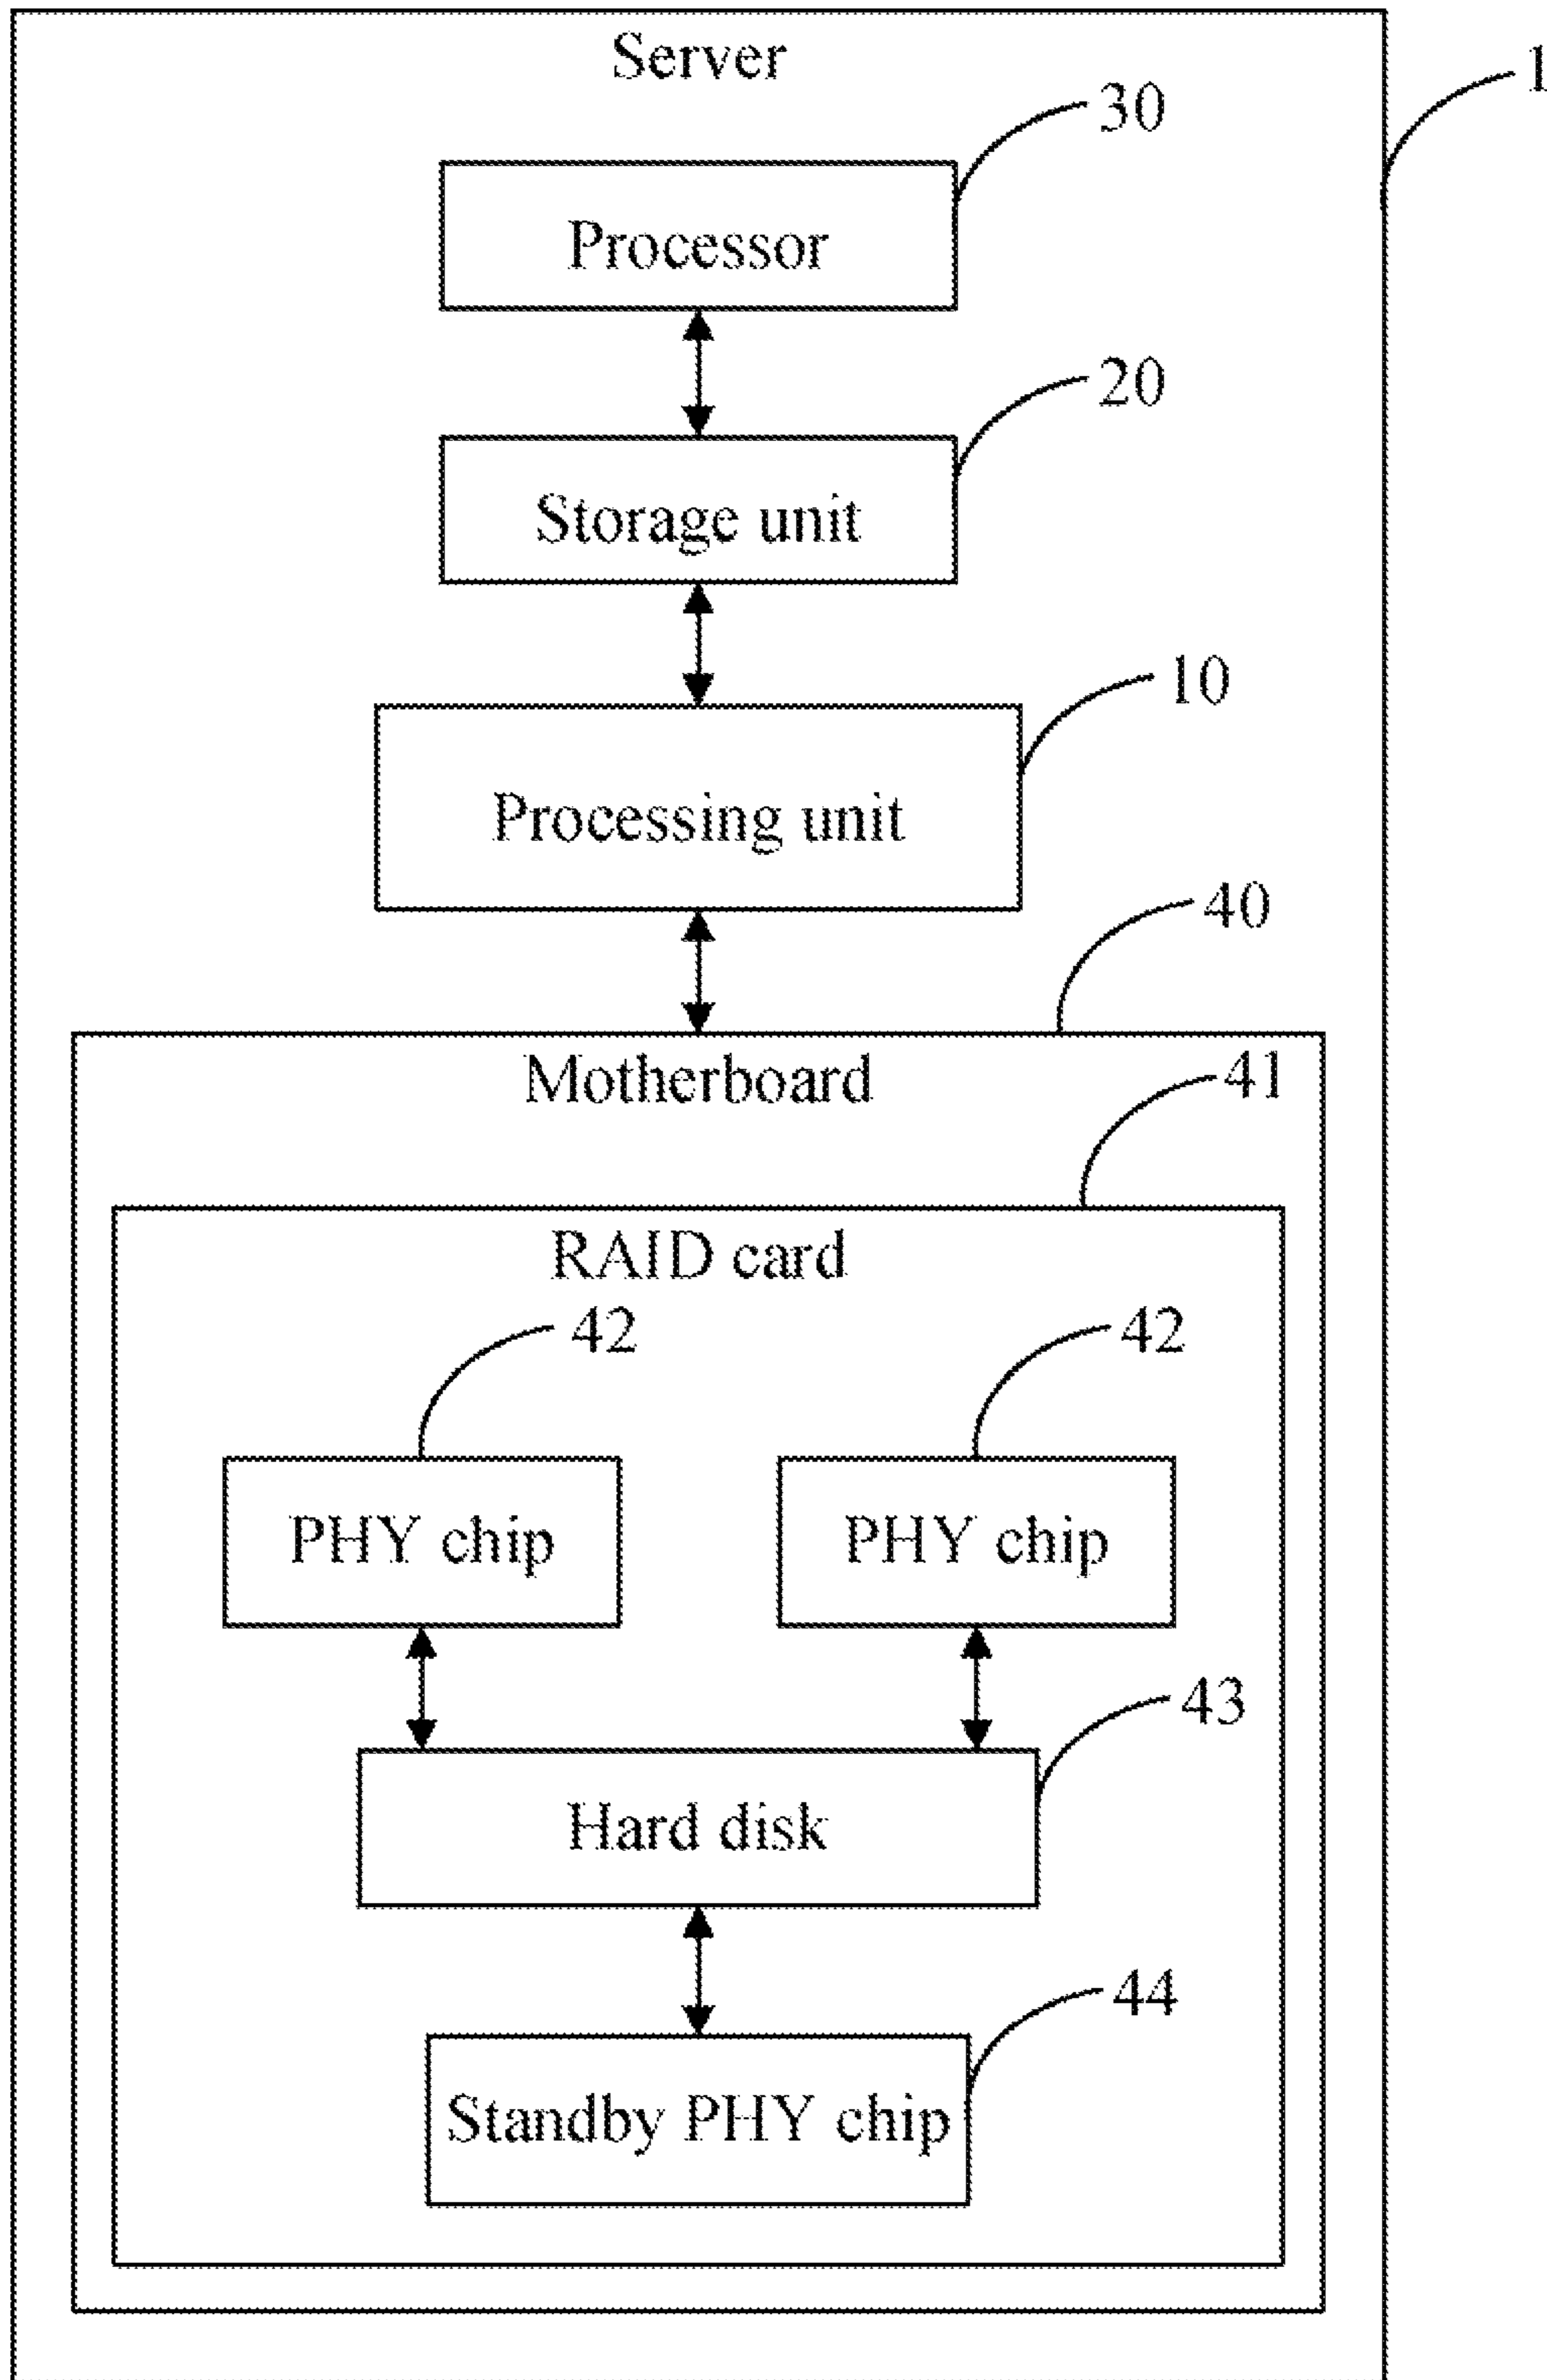 Server
1
30
Processor
20
Storage unit
10
Processing unit
40
Motherboard
41
RAID card
42
42
PHY chip
PHY chip
43
Hard disk
44
Standby PHY chip